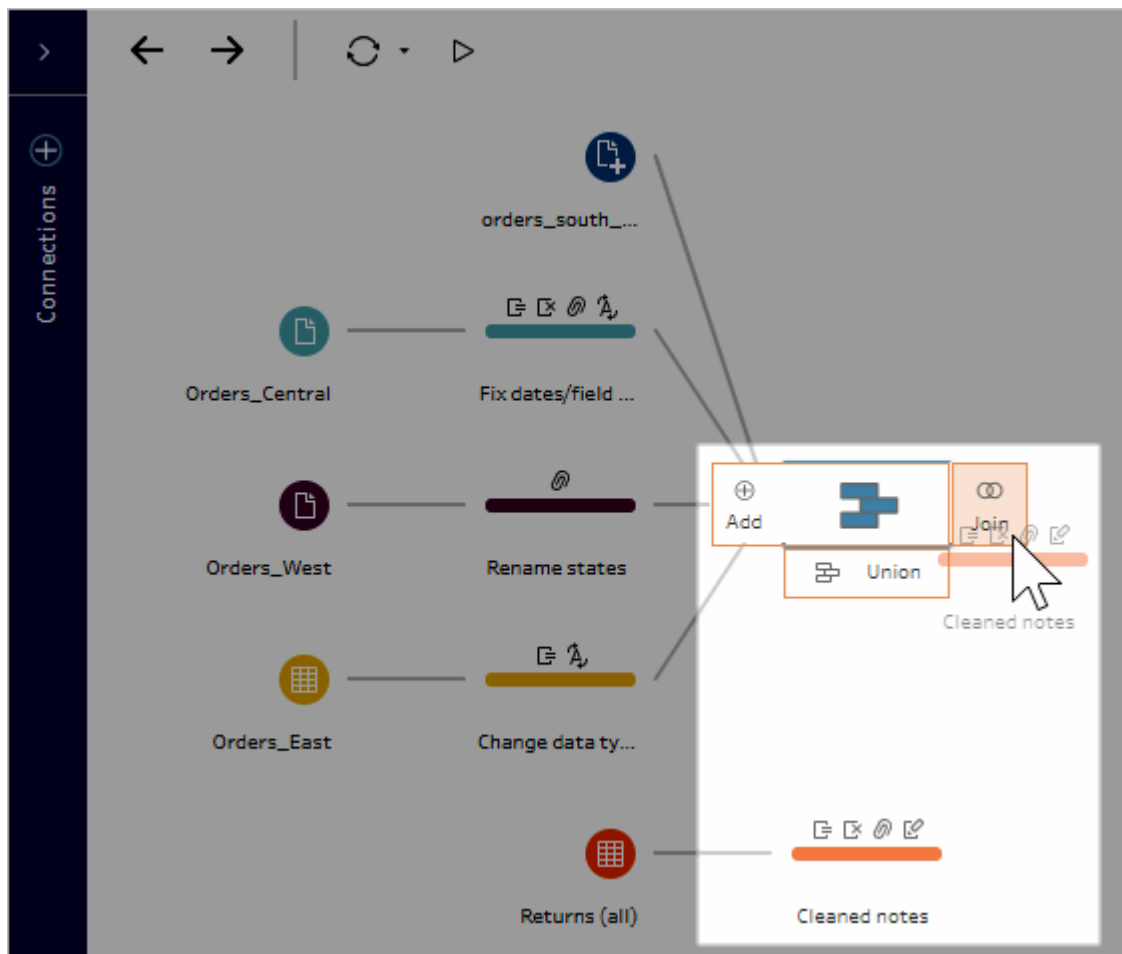 Connections
orders_south_...
Orders_Central
Fix dates/field ...
Add
Join
Orders_West
Rename states
Union
Cleaned notes
Orders_East
Change data ty...
Returns (all)
Cleaned notes